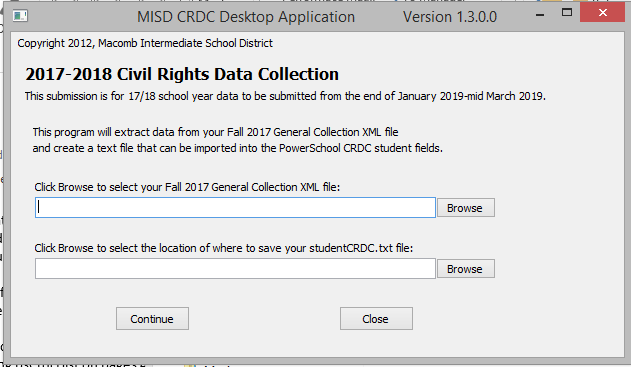 MISD CRDC Desktop Application Version 1.3.0.0
Copyright 2012, Macomb Intermediate School District
2017-2018 Civil Rights Data Collection
This submission is for 17/18 school year data to be submitted from the end of January 2019-mid March 2019.
This program will extract data from your Fall 2017 General Collection XML file
and create a text file that can be imported into the PowerSchool CRDC student fields.
Click Browse to select your Fall 2017 General Collection XML file:
Browse
Click Browse to select the location of where to save your studentCRDC.txt file:
Browse
Continue Close